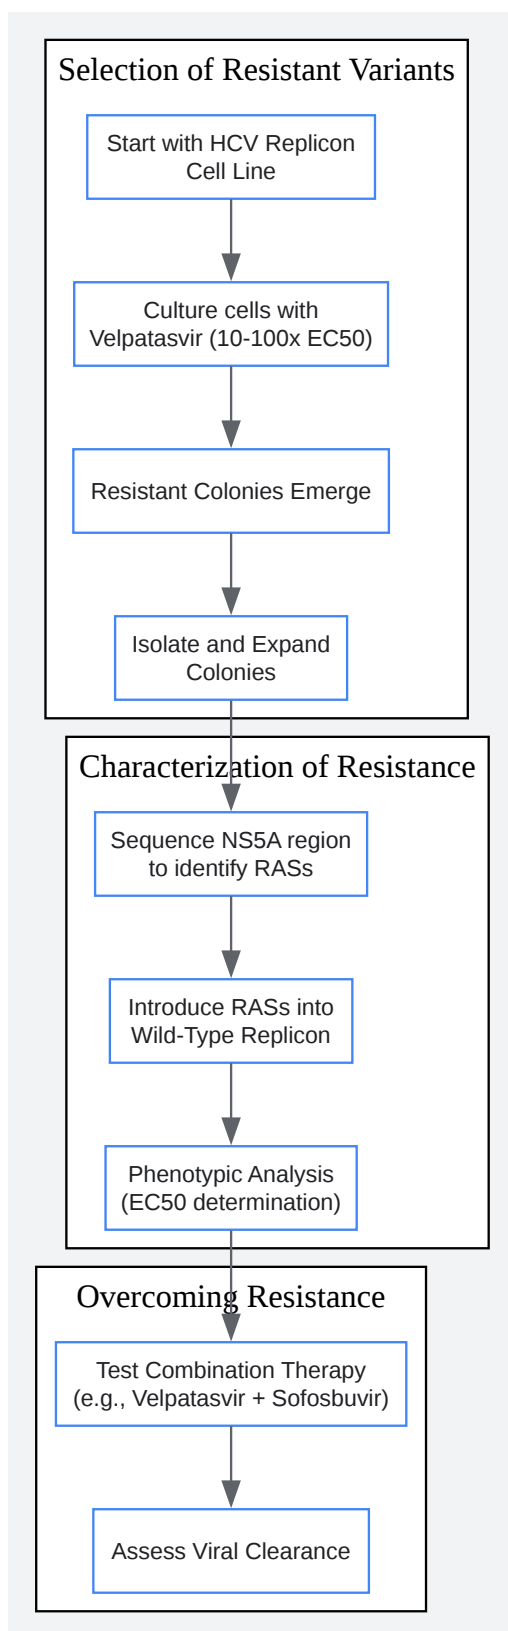 Selection of Resistant Variants
Start with HCV Replicon
Cell Line
Culture cells with
Velpatasvir (10-100x EC50)
Resistant Colonies Emerge
Isolate and Expand
Colonies
Characterization of Resistance
Sequence NS5A region
to identify RASs
Introduce RASs into
Wild-Type Replicon
Phenotypic Analysis
(EC50 determination)
Overcoming Resistance
Test Combination Therapy
(e.g., Velpatasvir + Sofosbuvir)
Assess Viral Clearance